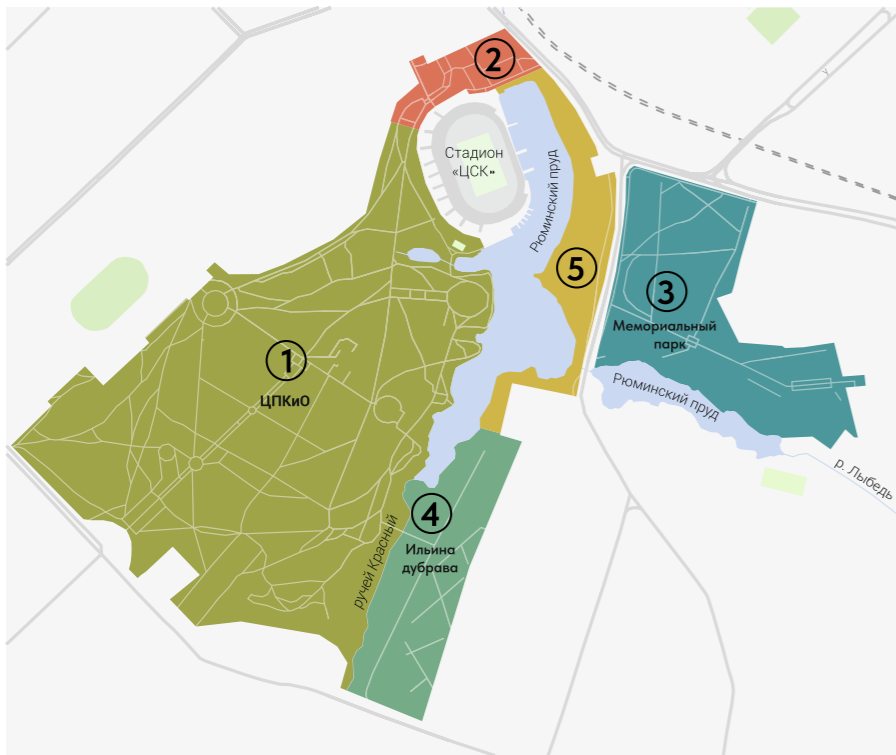 2
Стадион
«ЦСК»
Рюминский пруд
5
3
Мемориальный
парк
1
ЦПКиО
Рюминский пруд
р. Лыбедь
4
Ильина
дубрава
ручей Красный